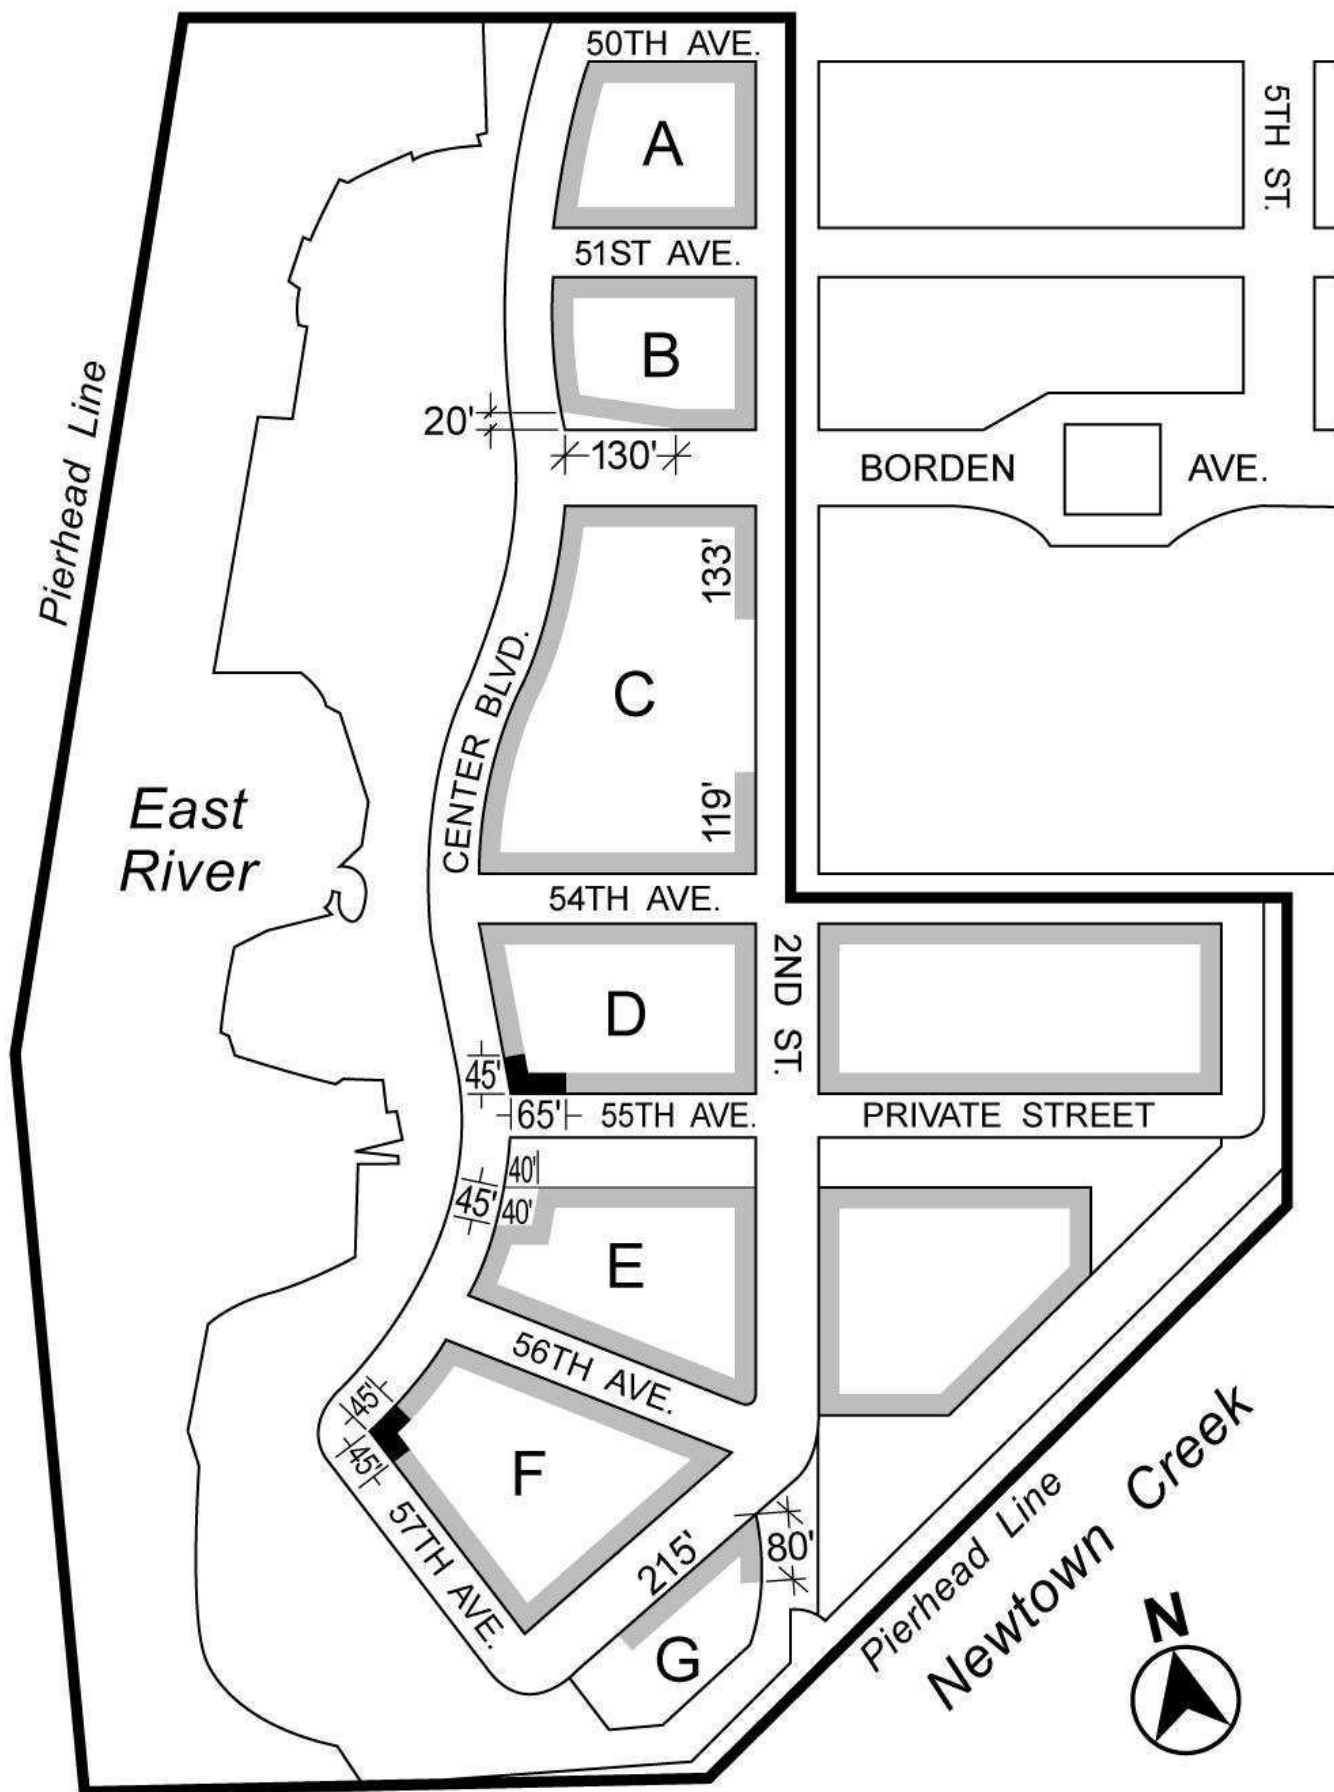 50TH AVE.
A
5TH ST.
51ST AVE.
B
20'
130'
BORDEN AVE.
Pierhead Line
133'
C
CENTER BLVD.
119'
East
River
54TH AVE.
D
2ND ST.
45'
65'
55TH AVE.
PRIVATE STREET
40'
45'
40'
E
56TH AVE.
45'
45'
F
57TH AVE.
215'
80'
G
Pierhead Line
Newtown Creek
N